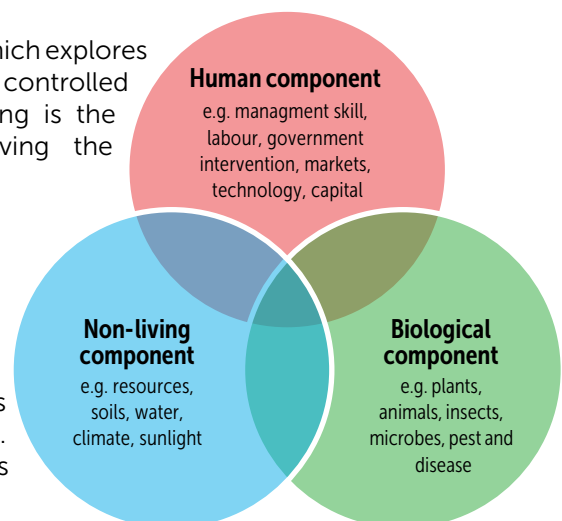 hich explores
controlled
ng is the
ving the
s
.
s
Human component
e.g. managment skill,
labour, government
intervention, markets,
technology, capital
Non-living
component
e.g. resources,
soils, water,
climate, sunlight
Biological
component
e.g. plants,
animals, insects,
microbes, pest and
disease